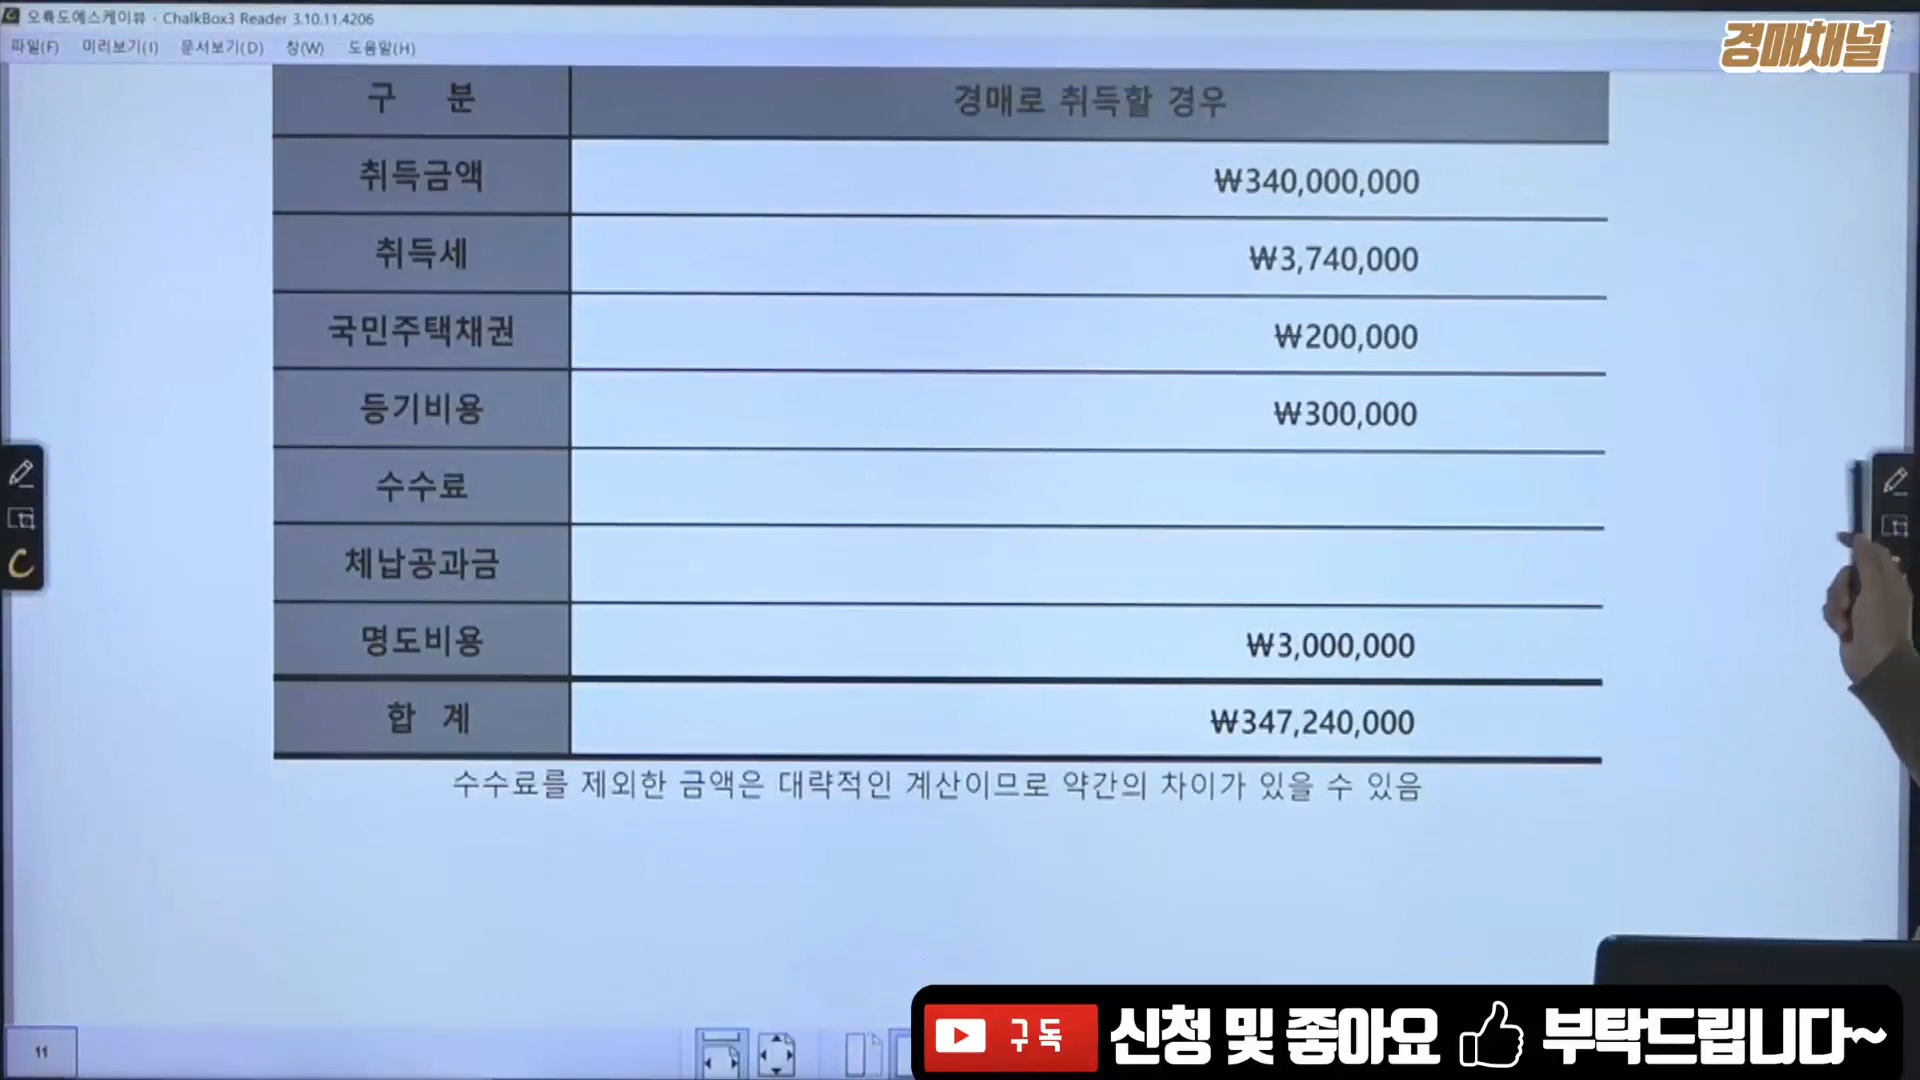 오륙도에스케이뷰 - ChalkBox3 Reader 3.10.11.4206
파일(F) 미리보기(I) 문서보기(D) 창(W) 도움말(H)
경매채널
구 분 경매로 취득할 경우
취득금액 ₩340,000,000
취득세 ₩3,740,000
국민주택채권 ₩200,000
등기비용 ₩300,000
수수료
체납공과금
명도비용 ₩3,000,000
합 계 ₩347,240,000
수수료를 제외한 금액은 대략적인 계산이므로 약간의 차이가 있을 수 있음
11
구독 신청 및 좋아요 부탁드립니다~